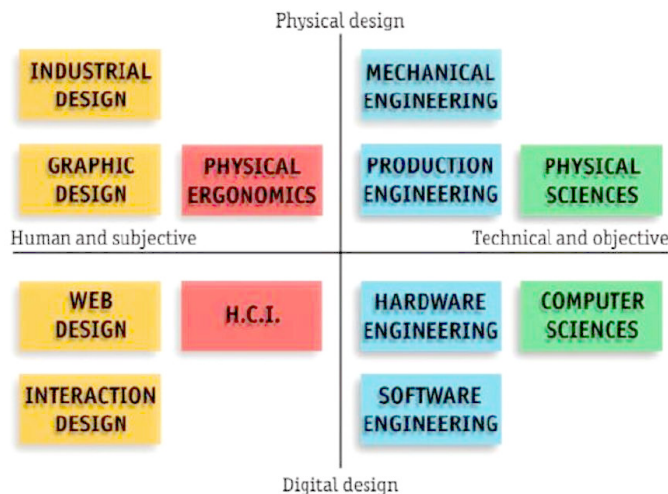 Physical design
INDUSTRIAL
DESIGN
MECHANICAL
ENGINEERING
GRAPHIC
DESIGN
PHYSICAL
ERGONOMICS
PRODUCTION
ENGINEERING
PHYSICAL
SCIENCES
Human and subjective
Technical and objective
WEB
DESIGN
H.C.I.
HARDWARE
ENGINEERING
COMPUTER
SCIENCES
INTERACTION
DESIGN
SOFTWARE
ENGINEERING
Digital design